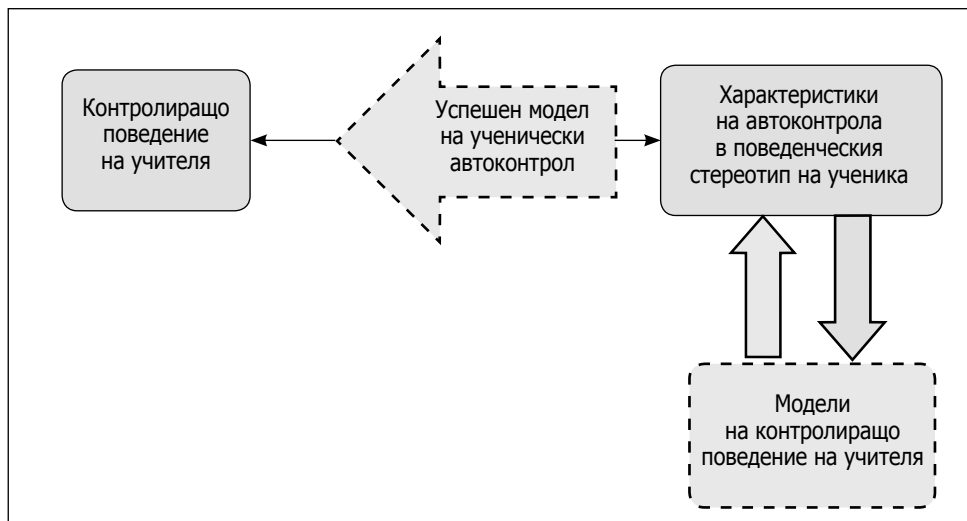 Контролиращо
поведение
на учителя
Успешен модел
на ученически
автоконтрол
Характеристики
на автоконтрола
в поведенческия
стереотип на ученика
Модели
на контролиращо
поведение на учителя